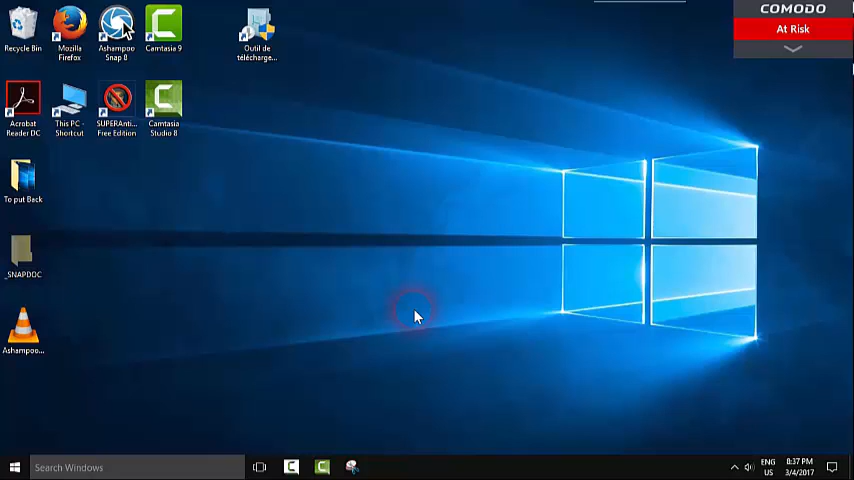 Recycle Bin
Mozilla
Firefox
Ashampoo
Snap 8
Camtasia 9
Outil de
télécharge...
COMODO
At Risk
Acrobat
Reader DC
This PC -
Shortcut
SUPERAnti...
Free Edition
Camtasia
Studio 8
To put Back
_SNAPDOC
Ashampoo...
Search Windows
ENG
US
8:37 PM
3/4/2017